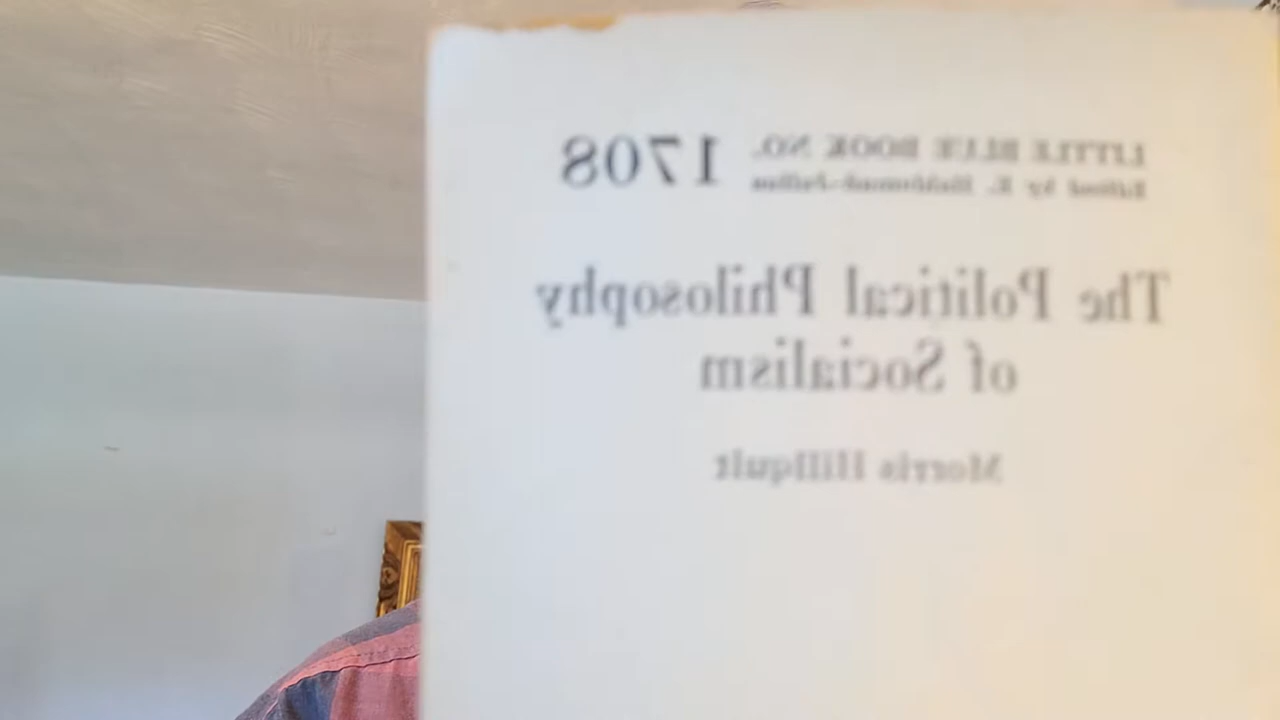 LITTLE BLUE BOOK NO. 1708
Edited by E. Haldeman-Julius
The Political Philosophy
of Socialism
Morris Hillquit